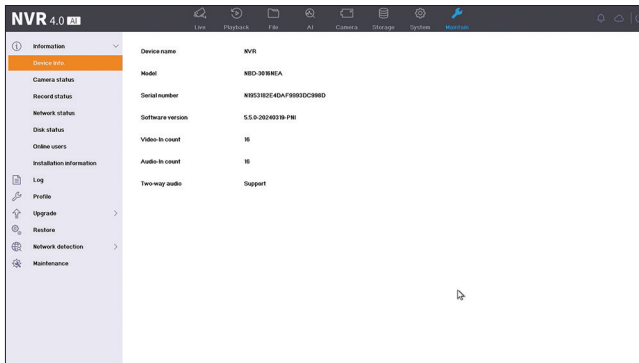 NVR 4.0 AI
Live Playback File AI Camera Storage System Maintain
Information
Device Info.
Camera status
Record status
Network status
Disk status
Online users
Installation information
Log
Profile
Upgrade
Restore
Network detection
Maintenance
Device name NVR
Model NBD-3016NEA
Serial number N1953182E4DAF9993DC998D
Software version 5.5.0-20240319-PNI
Video-In count 16
Audio-In count 16
Two-way audio Support